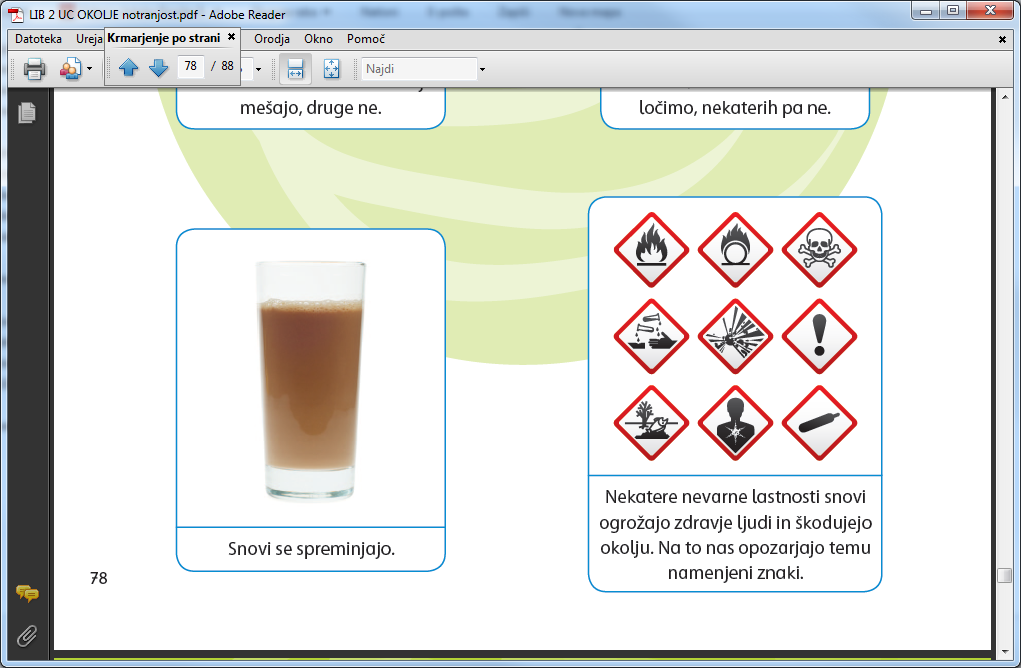 LIB 2 UC OKOLJE notranjost.pdf - Adobe Reader
Datoteka Ureja Krmarjenje po strani Orodja Okno Pomoč
78 / 88
Najdi
mešajo, druge ne.
ločimo, nekaterih pa ne.
Snovi se spreminjajo.
Nekatere nevarne lastnosti snovi
ogrožajo zdravje ljudi in škodujejo
okolju. Na to nas opozarjajo temu
namenjeni znaki.
78